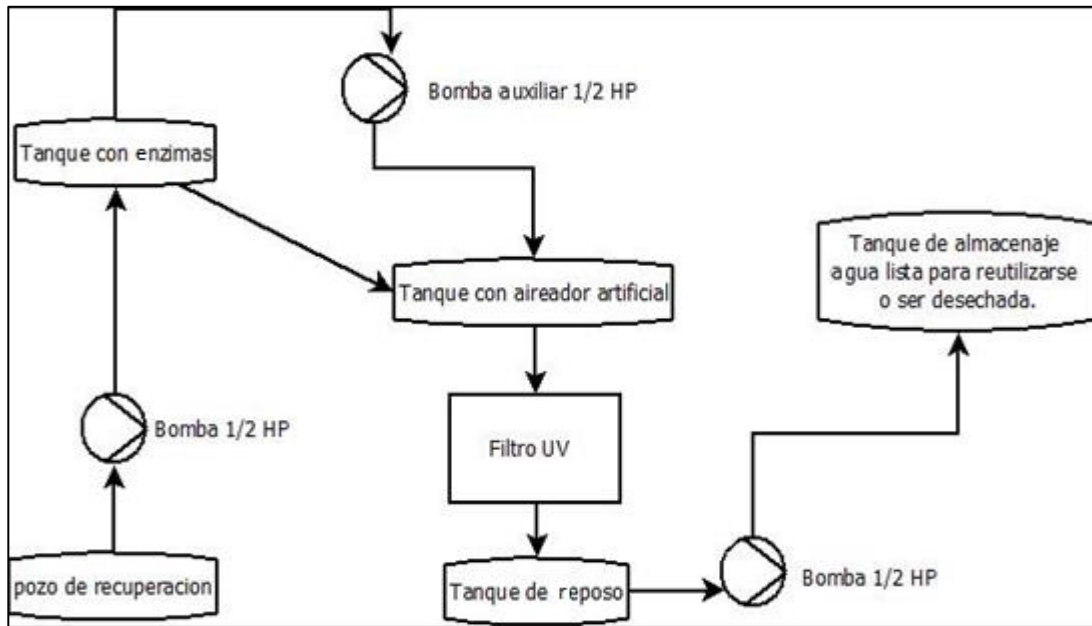 Bomba auxiliar 1/2 HP
Tanque con enzimas
Tanque de almacenaje
agua lista para reutilizarse
o ser desechada.
Tanque con aireador artificial
Bomba 1/2 HP
Filtro UV
pozo de recuperacion
Tanque de reposo
Bomba 1/2 HP